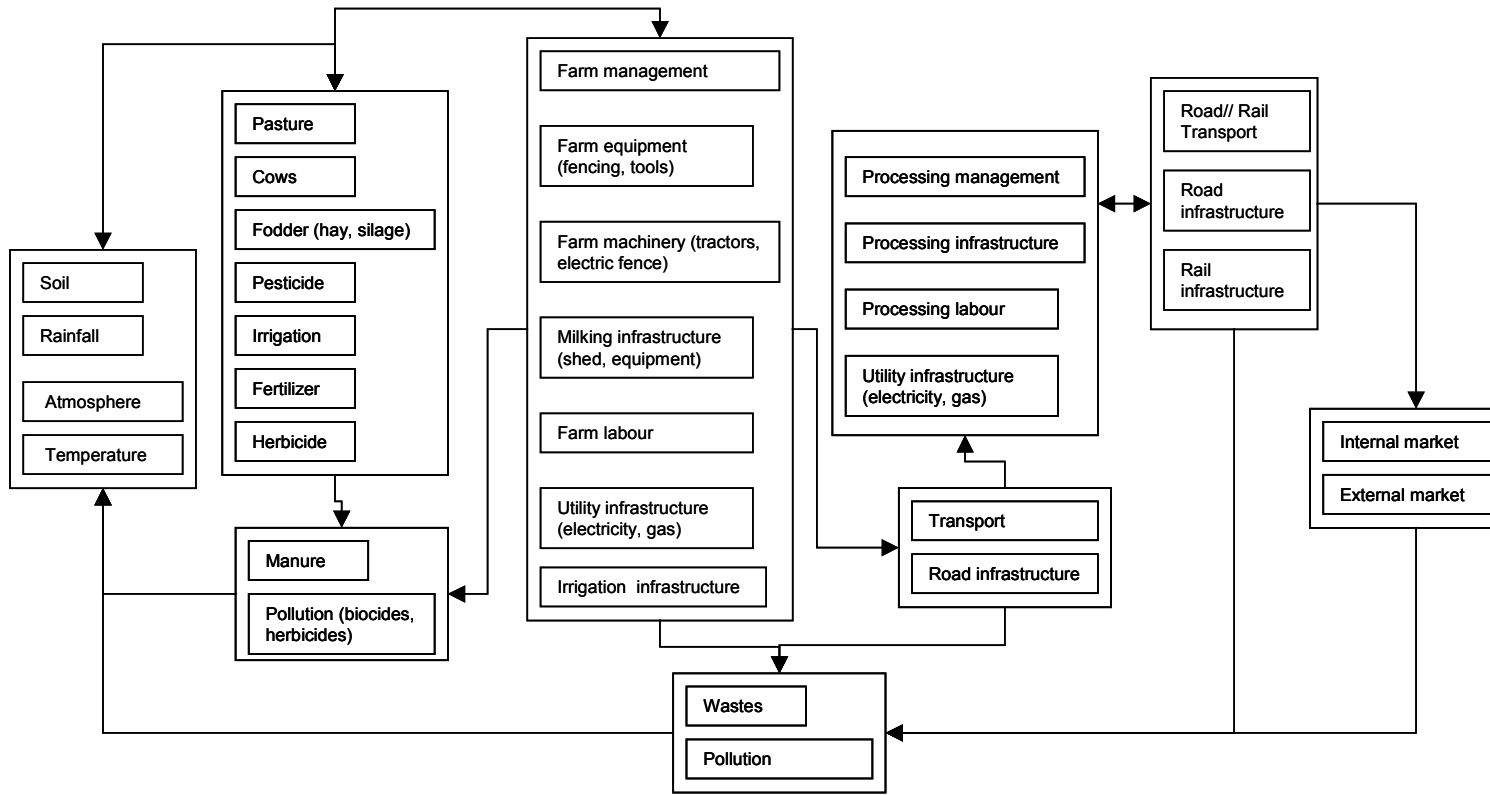 Soil
Rainfall
Atmosphere
Temperature
Pasture
Cows
Fodder (hay, silage)
Pesticide
Irrigation
Fertilizer
Herbicide
Manure
Pollution (biocides,
herbicides)
Farm management
Farm equipment
(fencing, tools)
Farm machinery (tractors,
electric fence)
Milking infrastructure
(shed, equipment)
Farm labour
Utility infrastructure
(electricity, gas)
Irrigation infrastructure
Wastes
Pollution
Processing management
Processing infrastructure
Processing labour
Utility infrastructure
(electricity, gas)
Transport
Road infrastructure
Road// Rail
Transport
Road
infrastructure
Rail
infrastructure
Internal market
External market